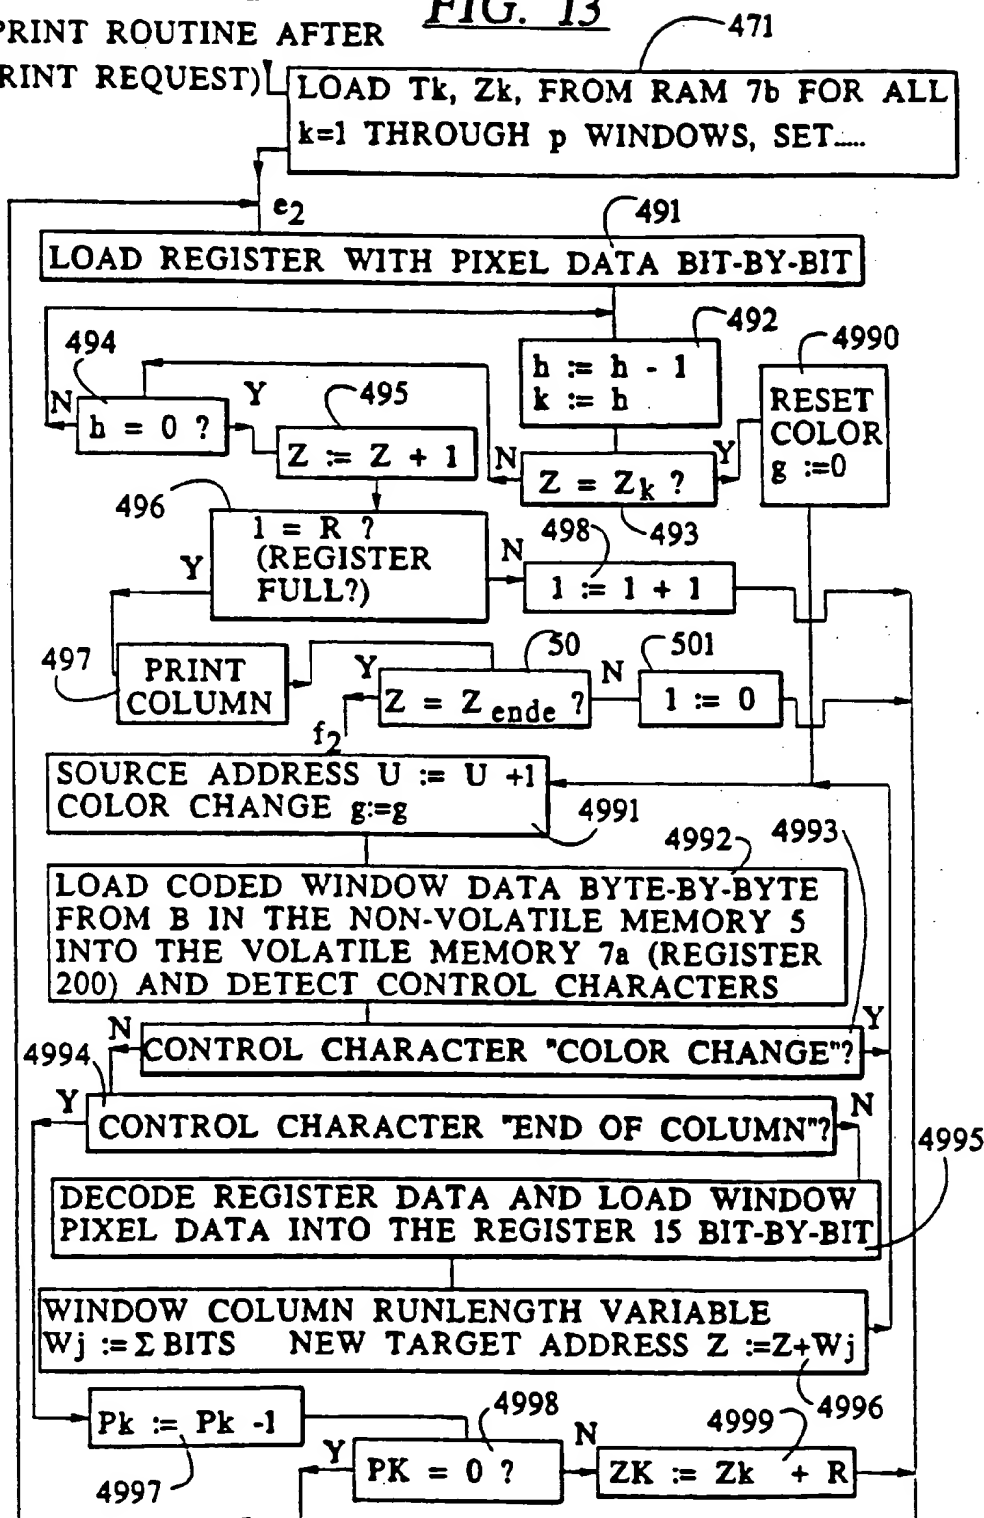 FIG. 13
PRINT ROUTINE AFTER
RINT REQUEST)
471
LOAD Tk, Zk, FROM RAM 7b FOR ALL
k=1 THROUGH p WINDOWS, SET.....
e2
491
LOAD REGISTER WITH PIXEL DATA BIT-BY-BIT
492
h := h - 1
k := h
4990
RESET
COLOR
g :=0
494
N
h = 0 ?
Y
495
Z := Z + 1
N
Z = Zk ?
Y
493
496
1 = R ?
(REGISTER
FULL?)
Y
N
498
1 := 1 + 1
497
PRINT
COLUMN
Y
50
Z = Z ende ?
N
501
1 := 0
f2
SOURCE ADDRESS U := U +1
COLOR CHANGE g:=g
4991
4992
4993
LOAD CODED WINDOW DATA BYTE-BY-BYTE
FROM B IN THE NON-VOLATILE MEMORY 5
INTO THE VOLATILE MEMORY 7a (REGISTER
200) AND DETECT CONTROL CHARACTERS
N
CONTROL CHARACTER "COLOR CHANGE"?
Y
4994
Y
CONTROL CHARACTER "END OF COLUMN"?
N
4995
DECODE REGISTER DATA AND LOAD WINDOW
PIXEL DATA INTO THE REGISTER 15 BIT-BY-BIT
WINDOW COLUMN RUNLENGTH VARIABLE
Wj := Σ BITS NEW TARGET ADDRESS Z :=Z+Wj
4996
Pk := Pk -1
4997
4998
Y
PK = 0 ?
N
4999
ZK := Zk + R